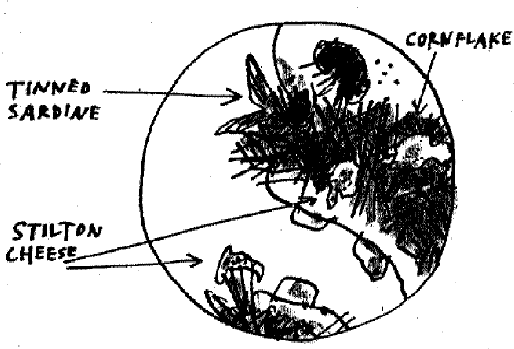 CORNFLAKE
TINNED
SARDINE
STILTON
CHEESE